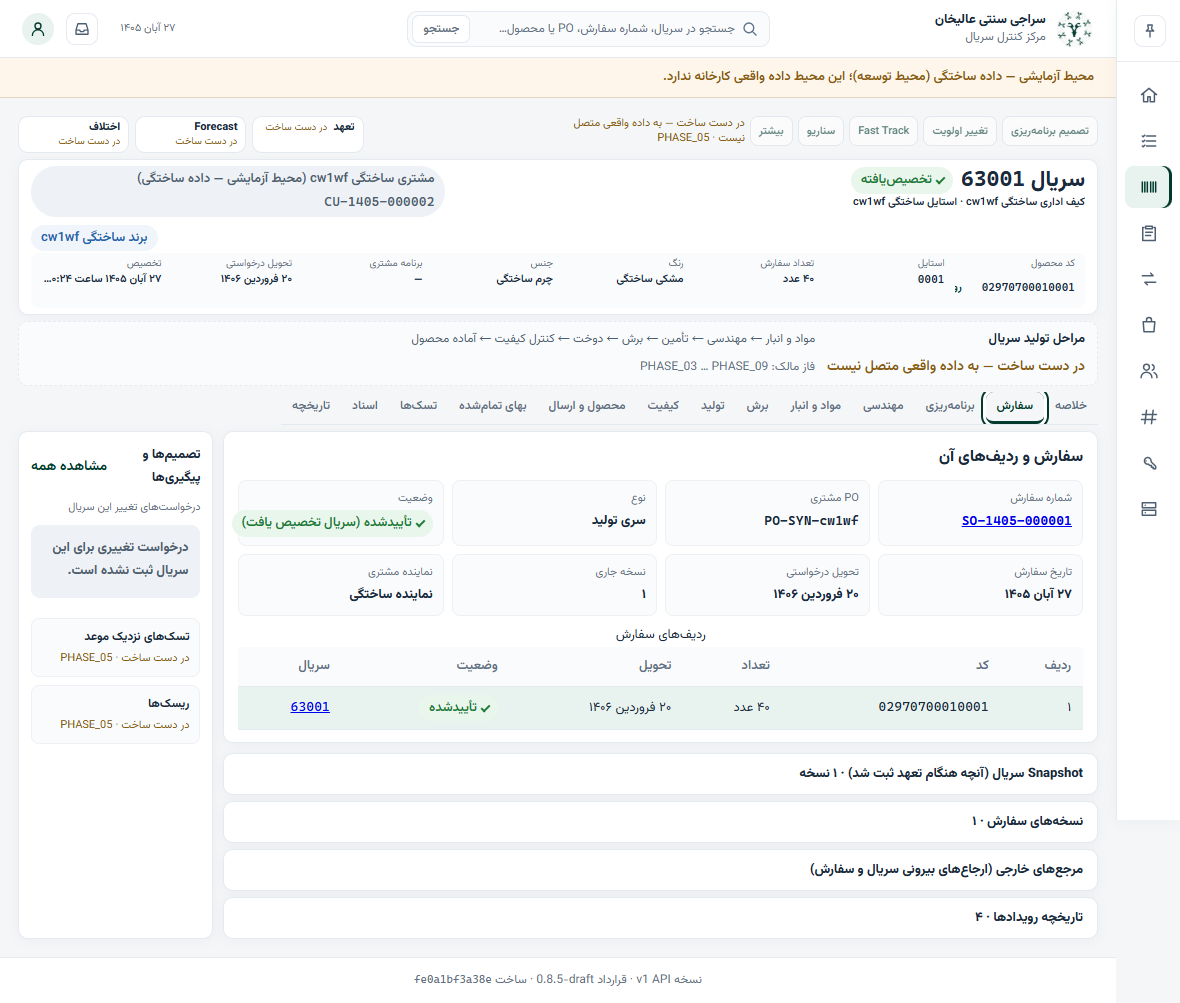 سراجی سنتی عالیخان
مرکز کنترل سریال
جستجو در سریال، شماره سفارش، PO یا محصول...
جستجو
۲۷ آبان ۱۴۰۵
محیط آزمایشی — داده ساختگی (محیط توسعه)؛ این محیط داده واقعی کارخانه ندارد.
تصمیم برنامه‌ریزی
تغییر اولویت
Fast Track
سناریو
بیشتر
در دست ساخت — به داده واقعی متصل
نیست · PHASE_05
تعهد در دست ساخت
Forecast
در دست ساخت
اختلاف
در دست ساخت
سریال 63001
تخصیص‌یافته
کیف اداری ساختگی cw1wf · استایل ساختگی cw1wf
مشتری ساختگی cw1wf (محیط آزمایشی — داده ساختگی)
CU-1405-000002
برند ساختگی cw1wf
کد محصول
02970700010001
استایل
0001
تعداد سفارش
۴۰ عدد
رنگ
مشکی ساختگی
جنس
چرم ساختگی
برنامه مشتری
—
تحویل درخواستی
۲۰ فروردین ۱۴۰۶
تخصیص
۲۷ آبان ۱۴۰۵ ساعت ۰:۲۴...
مراحل تولید سریال
مواد و انبار ← مهندسی ← تأمین ← برش ← دوخت ← کنترل کیفیت ← آماده محصول
در دست ساخت — به داده واقعی متصل نیست
فاز مالک: PHASE_03 … PHASE_09
خلاصه
سفارش
برنامه‌ریزی
مهندسی
مواد و انبار
برش
تولید
کیفیت
محصول و ارسال
بهای تمام‌شده
تسک‌ها
اسناد
تاریخچه
سفارش و ردیف‌های آن
شماره سفارش
SO-1405-000001
PO مشتری
PO-SYN-cw1wf
نوع
سری تولید
وضعیت
تأییدشده (سریال تخصیص یافت)
تاریخ سفارش
۲۷ آبان ۱۴۰۵
تحویل درخواستی
۲۰ فروردین ۱۴۰۶
نسخه جاری
۱
نماینده مشتری
نماینده ساختگی
ردیف‌های سفارش
ردیف کد تعداد تحویل وضعیت سریال
۱ 02970700010001 ۴۰ عدد ۲۰ فروردین ۱۴۰۶ تأییدشده 63001
Snapshot سریال (آنچه هنگام تعهد ثبت شد) · ۱ نسخه
نسخه‌های سفارش · ۱
مرجع‌های خارجی (ارجاع‌های بیرونی سریال و سفارش)
تاریخچه رویدادها · ۴
تصمیم‌ها و
پیگیری‌ها
مشاهده همه
درخواست‌های تغییر این سریال
درخواست تغییری برای این
سریال ثبت نشده است.
تسک‌های نزدیک موعد
در دست ساخت · PHASE_05
ریسک‌ها
در دست ساخت · PHASE_05
نسخه v1 API · قرارداد 0.8.5-draft · ساخت fe0a1bf3a38e